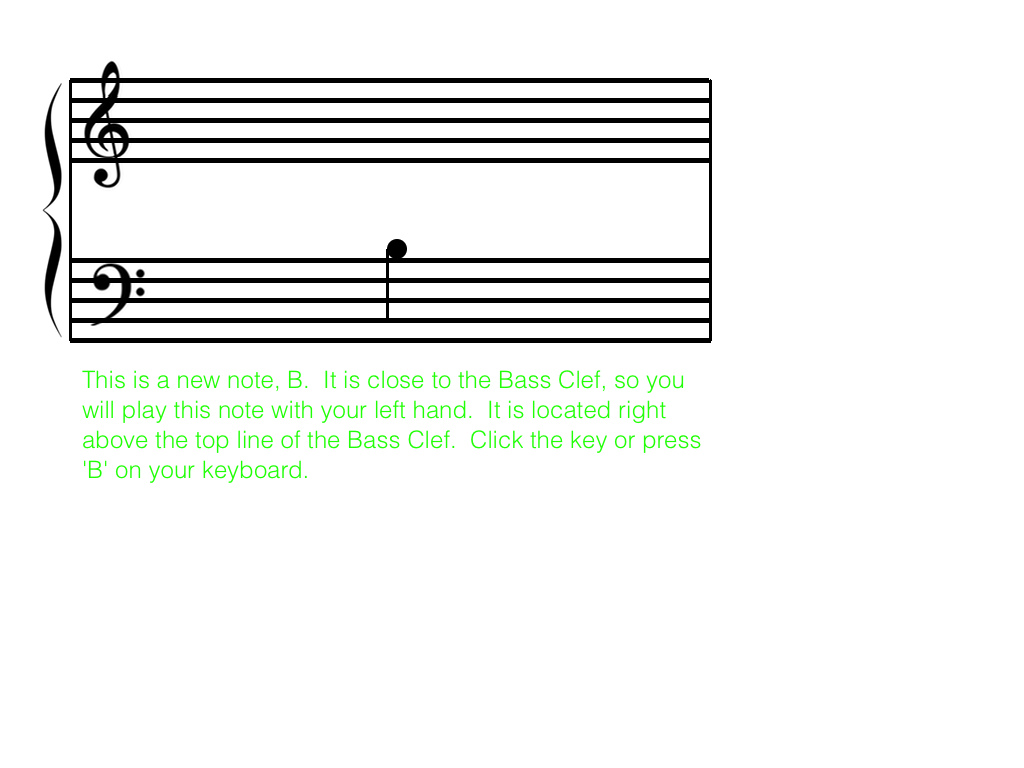 This is a new note, B.  It is close to the Bass Clef, so you
will play this note with your left hand.  It is located right
above the top line of the Bass Clef.  Click the key or press
'B' on your keyboard.